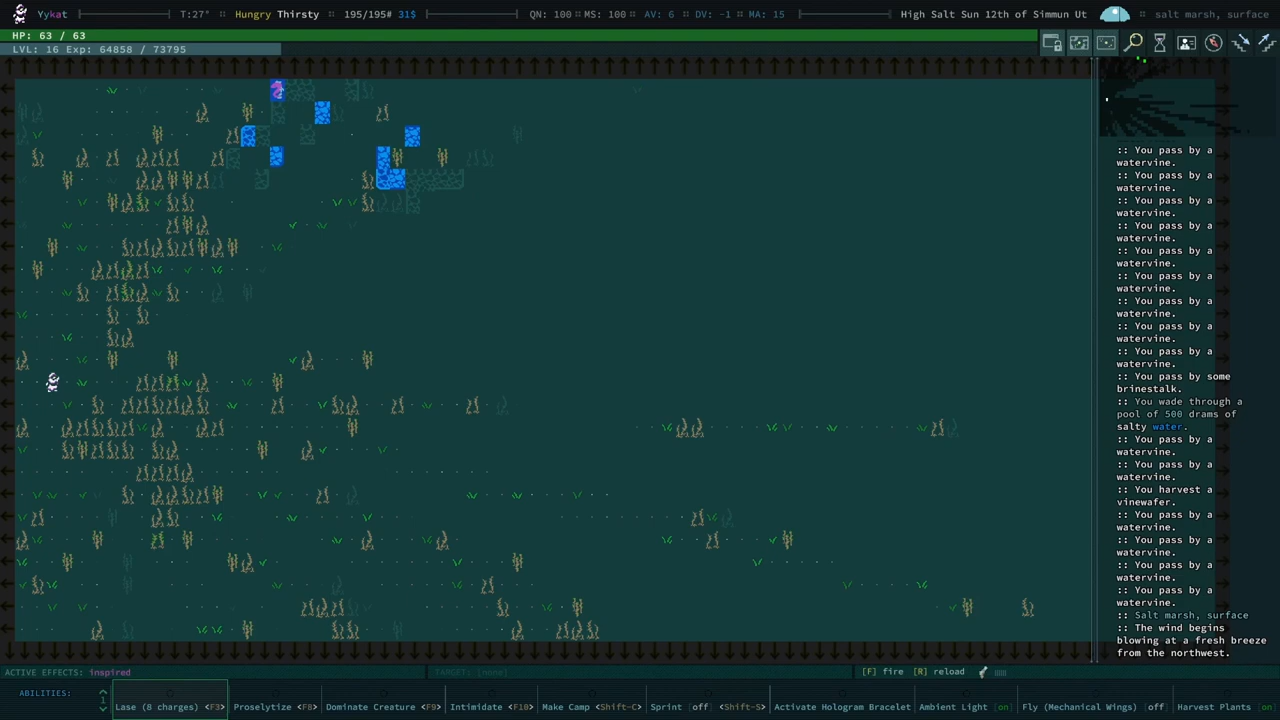 Yykat T:27° Hungry Thirsty 195/195# 31$ QN: 100 MS: 100 AV: 6 DV: -1 MA: 15 High Salt Sun 12th of Simmun Ut salt marsh, surface
HP: 63 / 63
LVL: 16 Exp: 64858 / 73795
:: You pass by a
watervine.
:: You pass by a
watervine.
:: You pass by a
watervine.
:: You pass by a
watervine.
:: You pass by a
watervine.
:: You pass by a
watervine.
:: You pass by a
watervine.
:: You pass by a
watervine.
:: You pass by a
watervine.
:: You pass by some
brinestalk.
:: You wade through a
pool of 500 drams of
salty water.
:: You pass by a
watervine.
:: You pass by a
watervine.
:: You harvest a
vinewafer.
:: You pass by a
watervine.
:: You pass by a
watervine.
:: You pass by a
watervine.
:: You pass by a
watervine.
:: Salt marsh, surface
:: The wind begins
blowing at a fresh breeze
from the northwest.
ACTIVE EFFECTS: inspired TARGET: [none] [F] fire [R] reload
ABILITIES: 1 Lase (8 charges) <F3> Proselytize <F8> Dominate Creature <F9> Intimidate <F10> Make Camp <Shift-C> Sprint [off] <Shift-S> Activate Hologram Bracelet Ambient Light [on] Fly (Mechanical Wings) [off] Harvest Plants [on]